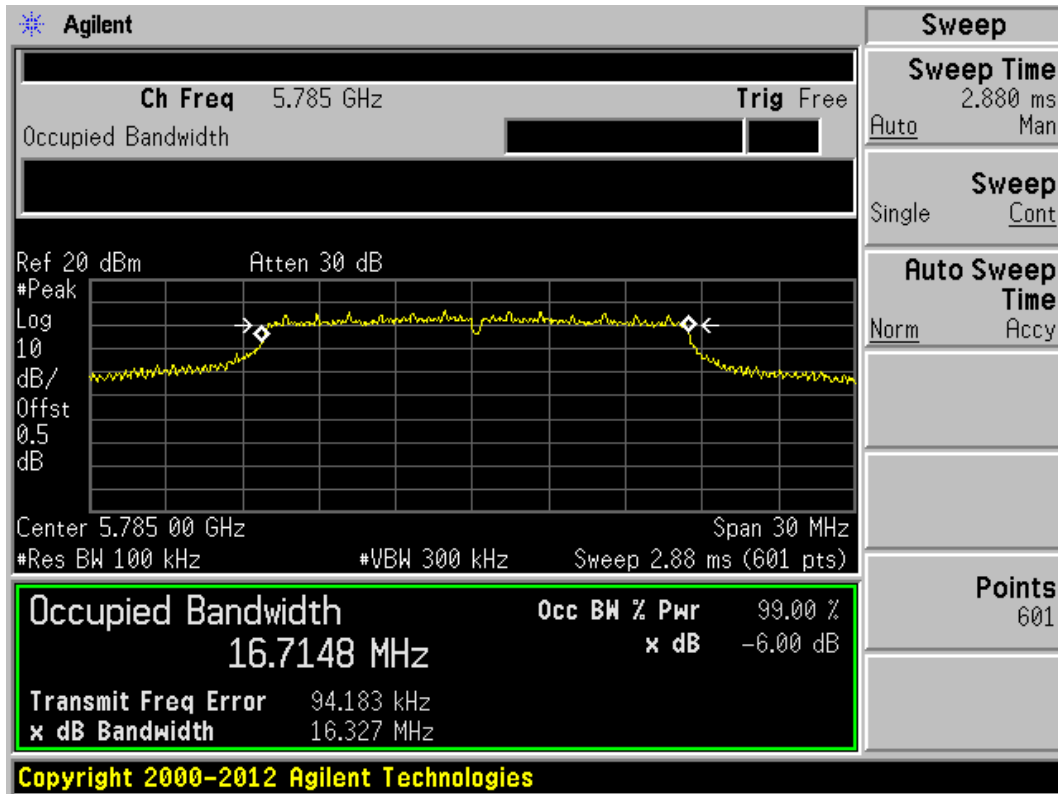 Agilent
Sweep
Ch Freq 5.785 GHz Trig Free
Occupied Bandwidth
Sweep Time
2.880 ms
Auto Man
Sweep
Single Cont
Auto Sweep
Time
Norm Accy
Points
601
Ref 20 dBm Atten 30 dB
#Peak
Log
10
dB/
Offst
0.5
dB
Center 5.785 00 GHz Span 30 MHz
#Res BW 100 kHz #VBW 300 kHz Sweep 2.88 ms (601 pts)
Occupied Bandwidth Occ BW % Pwr 99.00 %
16.7148 MHz x dB -6.00 dB
Transmit Freq Error 94.183 kHz
x dB Bandwidth 16.327 MHz
Copyright 2000-2012 Agilent Technologies